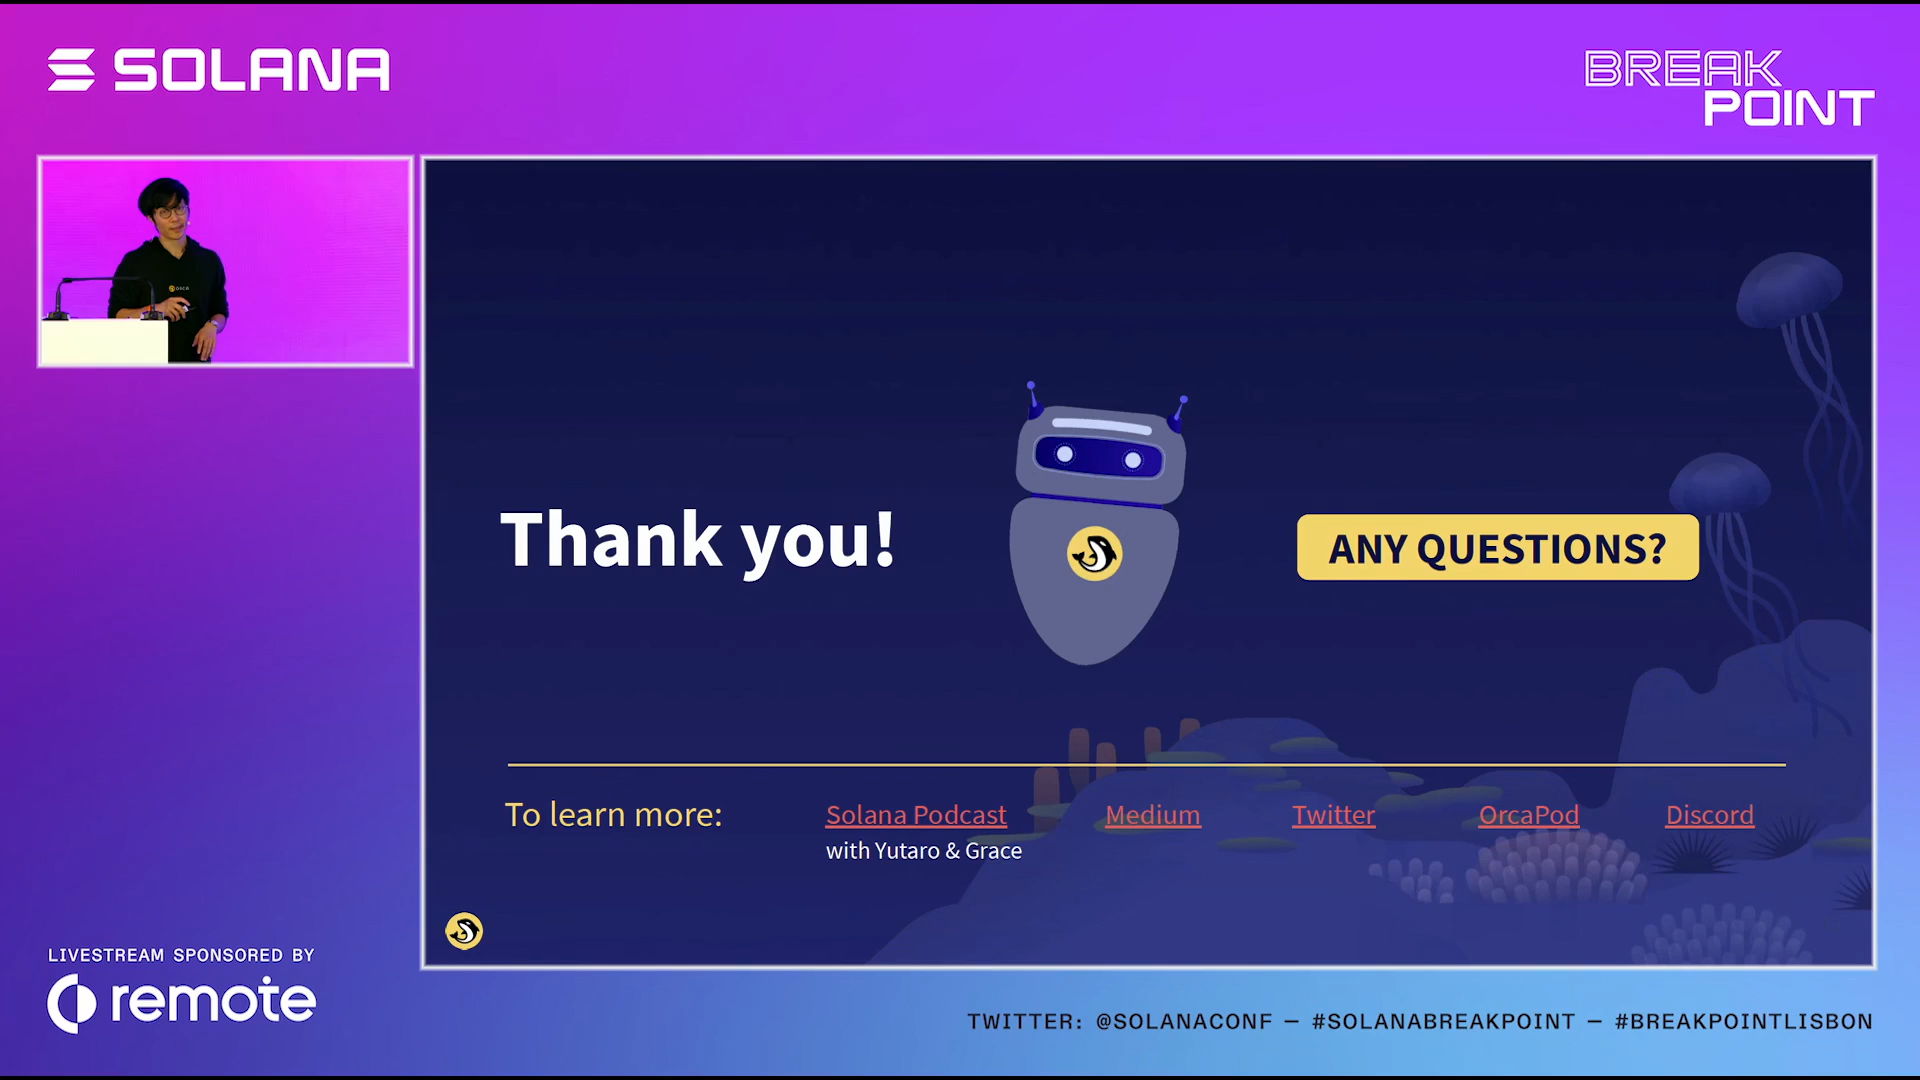 SOLANA
BREAK
POINT
orca
Thank you!
ANY QUESTIONS?
To learn more:
Solana Podcast
with Yutaro & Grace
Medium
Twitter
OrcaPod
Discord
LIVESTREAM SPONSORED BY
remote
TWITTER: @SOLANACONF — #SOLANABREAKPOINT — #BREAKPOINTLISBON